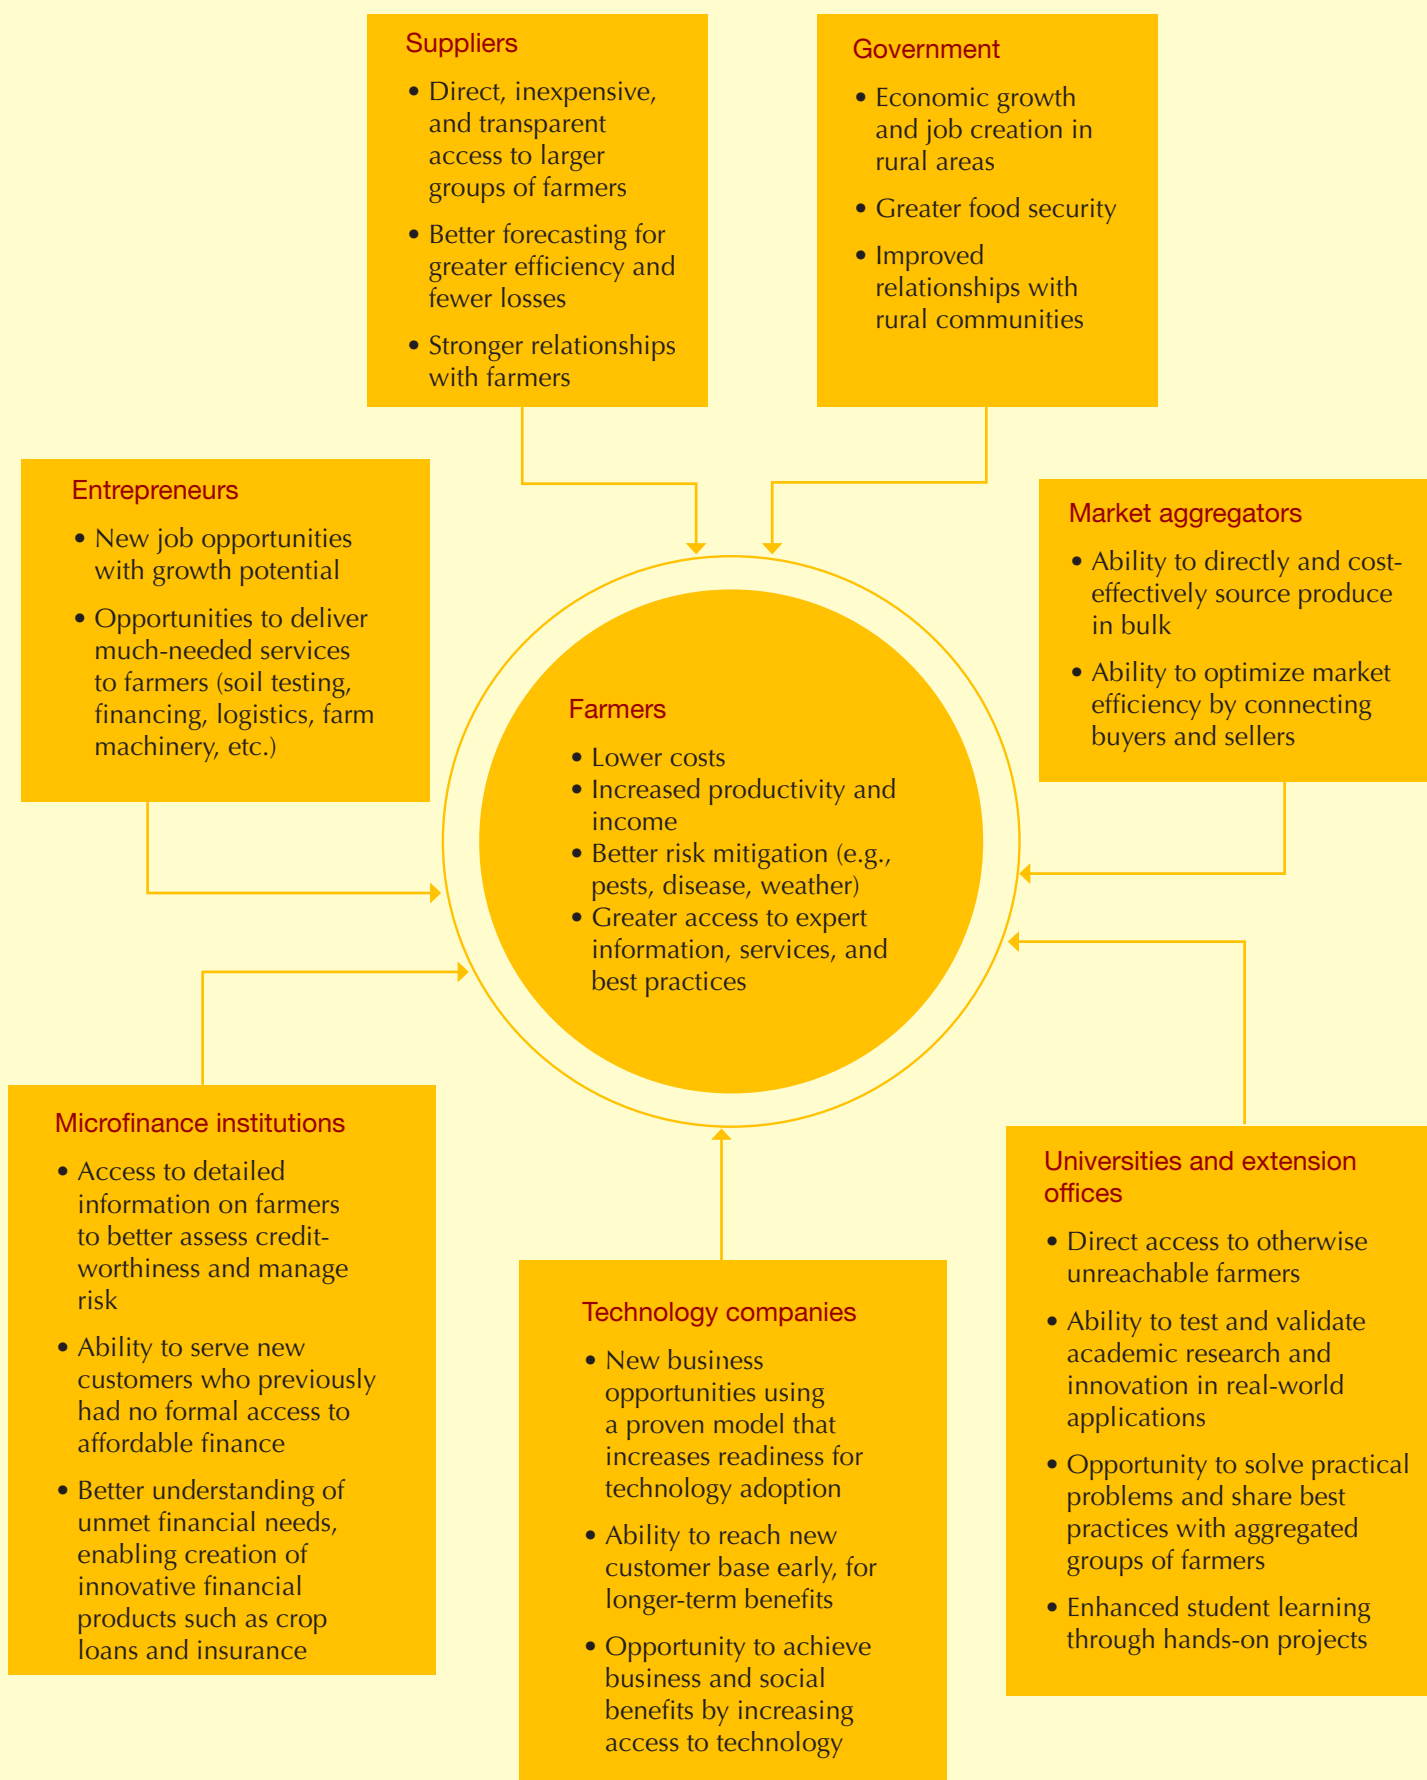 Suppliers
• Direct, inexpensive,
and transparent
access to larger
groups of farmers
• Better forecasting for
greater efficiency and
fewer losses
• Stronger relationships
with farmers
Government
• Economic growth
and job creation in
rural areas
• Greater food security
• Improved
relationships with
rural communities
Entrepreneurs
• New job opportunities
with growth potential
• Opportunities to deliver
much-needed services
to farmers (soil testing,
financing, logistics, farm
machinery, etc.)
Market aggregators
• Ability to directly and cost-
effectively source produce
in bulk
• Ability to optimize market
efficiency by connecting
buyers and sellers
Farmers
• Lower costs
• Increased productivity and
income
• Better risk mitigation (e.g.,
pests, disease, weather)
• Greater access to expert
information, services, and
best practices
Microfinance institutions
• Access to detailed
information on farmers
to better assess credit-
worthiness and manage
risk
• Ability to serve new
customers who previously
had no formal access to
affordable finance
• Better understanding of
unmet financial needs,
enabling creation of
innovative financial
products such as crop
loans and insurance
Technology companies
• New business
opportunities using
a proven model that
increases readiness for
technology adoption
• Ability to reach new
customer base early, for
longer-term benefits
• Opportunity to achieve
business and social
benefits by increasing
access to technology
Universities and extension
offices
• Direct access to otherwise
unreachable farmers
• Ability to test and validate
academic research and
innovation in real-world
applications
• Opportunity to solve practical
problems and share best
practices with aggregated
groups of farmers
• Enhanced student learning
through hands-on projects